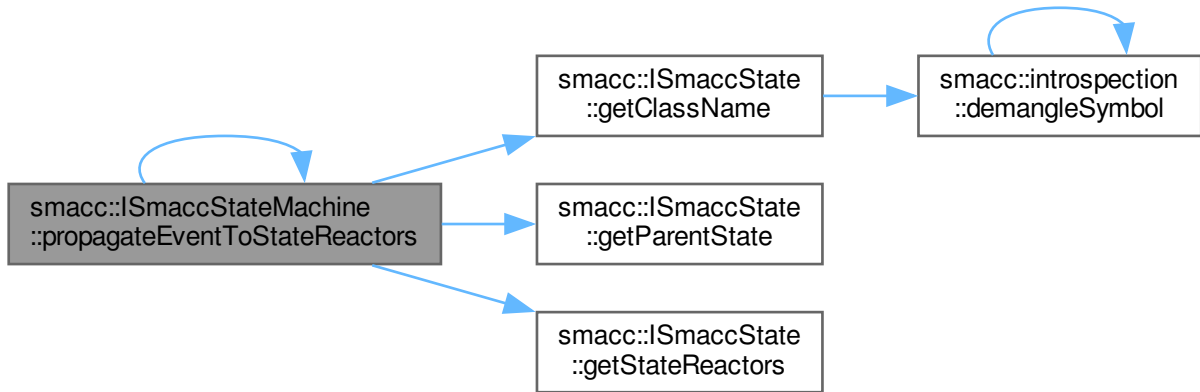 smacc::ISmaccState
::getClassName
smacc::introspection
::demangleSymbol
smacc::ISmaccStateMachine
::propagateEventToStateReactors
smacc::ISmaccState
::getParentState
smacc::ISmaccState
::getStateReactors